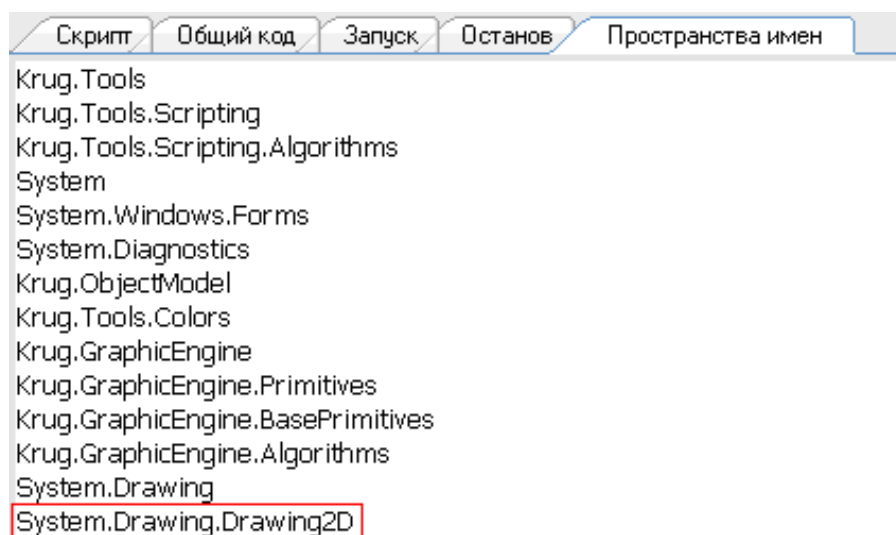 Скрипт Общий код Запуск Останов Пространства имен
Krug.Tools
Krug.Tools.Scripting
Krug.Tools.Scripting.Algorithms
System
System.Windows.Forms
System.Diagnostics
Krug.ObjectModel
Krug.Tools.Colors
Krug.GraphicEngine
Krug.GraphicEngine.Primitives
Krug.GraphicEngine.BasePrimitives
Krug.GraphicEngine.Algorithms
System.Drawing
System.Drawing.Drawing2D